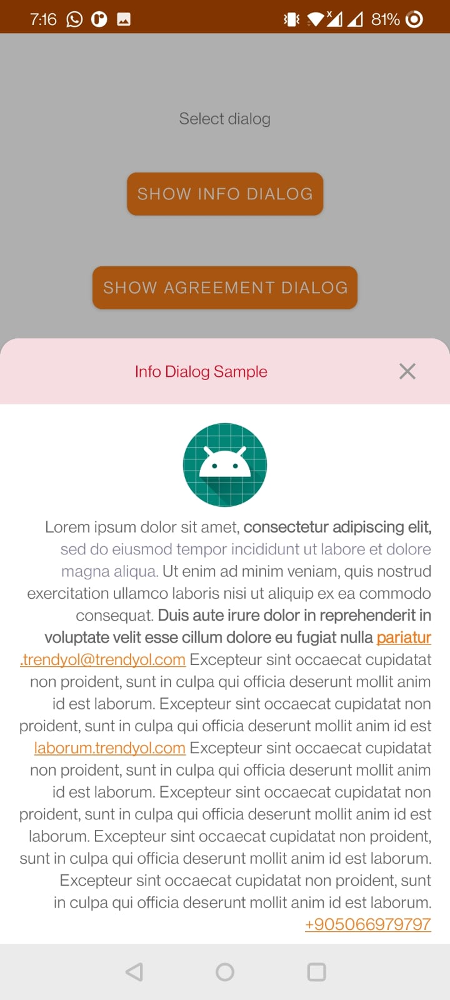 7:16
81%
Select dialog
SHOW INFO DIALOG
SHOW AGREEMENT DIALOG
Info Dialog Sample
Lorem ipsum dolor sit amet, consectetur adipiscing elit,
sed do eiusmod tempor incididunt ut labore et dolore
magna aliqua. Ut enim ad minim veniam, quis nostrud
exercitation ullamco laboris nisi ut aliquip ex ea commodo
consequat. Duis aute irure dolor in reprehenderit in
voluptate velit esse cillum dolore eu fugiat nulla pariatur
.trendyol@trendyol.com Excepteur sint occaecat cupidatat
non proident, sunt in culpa qui officia deserunt mollit anim
id est laborum. Excepteur sint occaecat cupidatat non
proident, sunt in culpa qui officia deserunt mollit anim id est
laborum.trendyol.com Excepteur sint occaecat cupidatat
non proident, sunt in culpa qui officia deserunt mollit anim
id est laborum. Excepteur sint occaecat cupidatat non
proident, sunt in culpa qui officia deserunt mollit anim id est
laborum. Excepteur sint occaecat cupidatat non proident,
sunt in culpa qui officia deserunt mollit anim id est laborum.
Excepteur sint occaecat cupidatat non proident, sunt
in culpa qui officia deserunt mollit anim id est laborum.
+905066979797